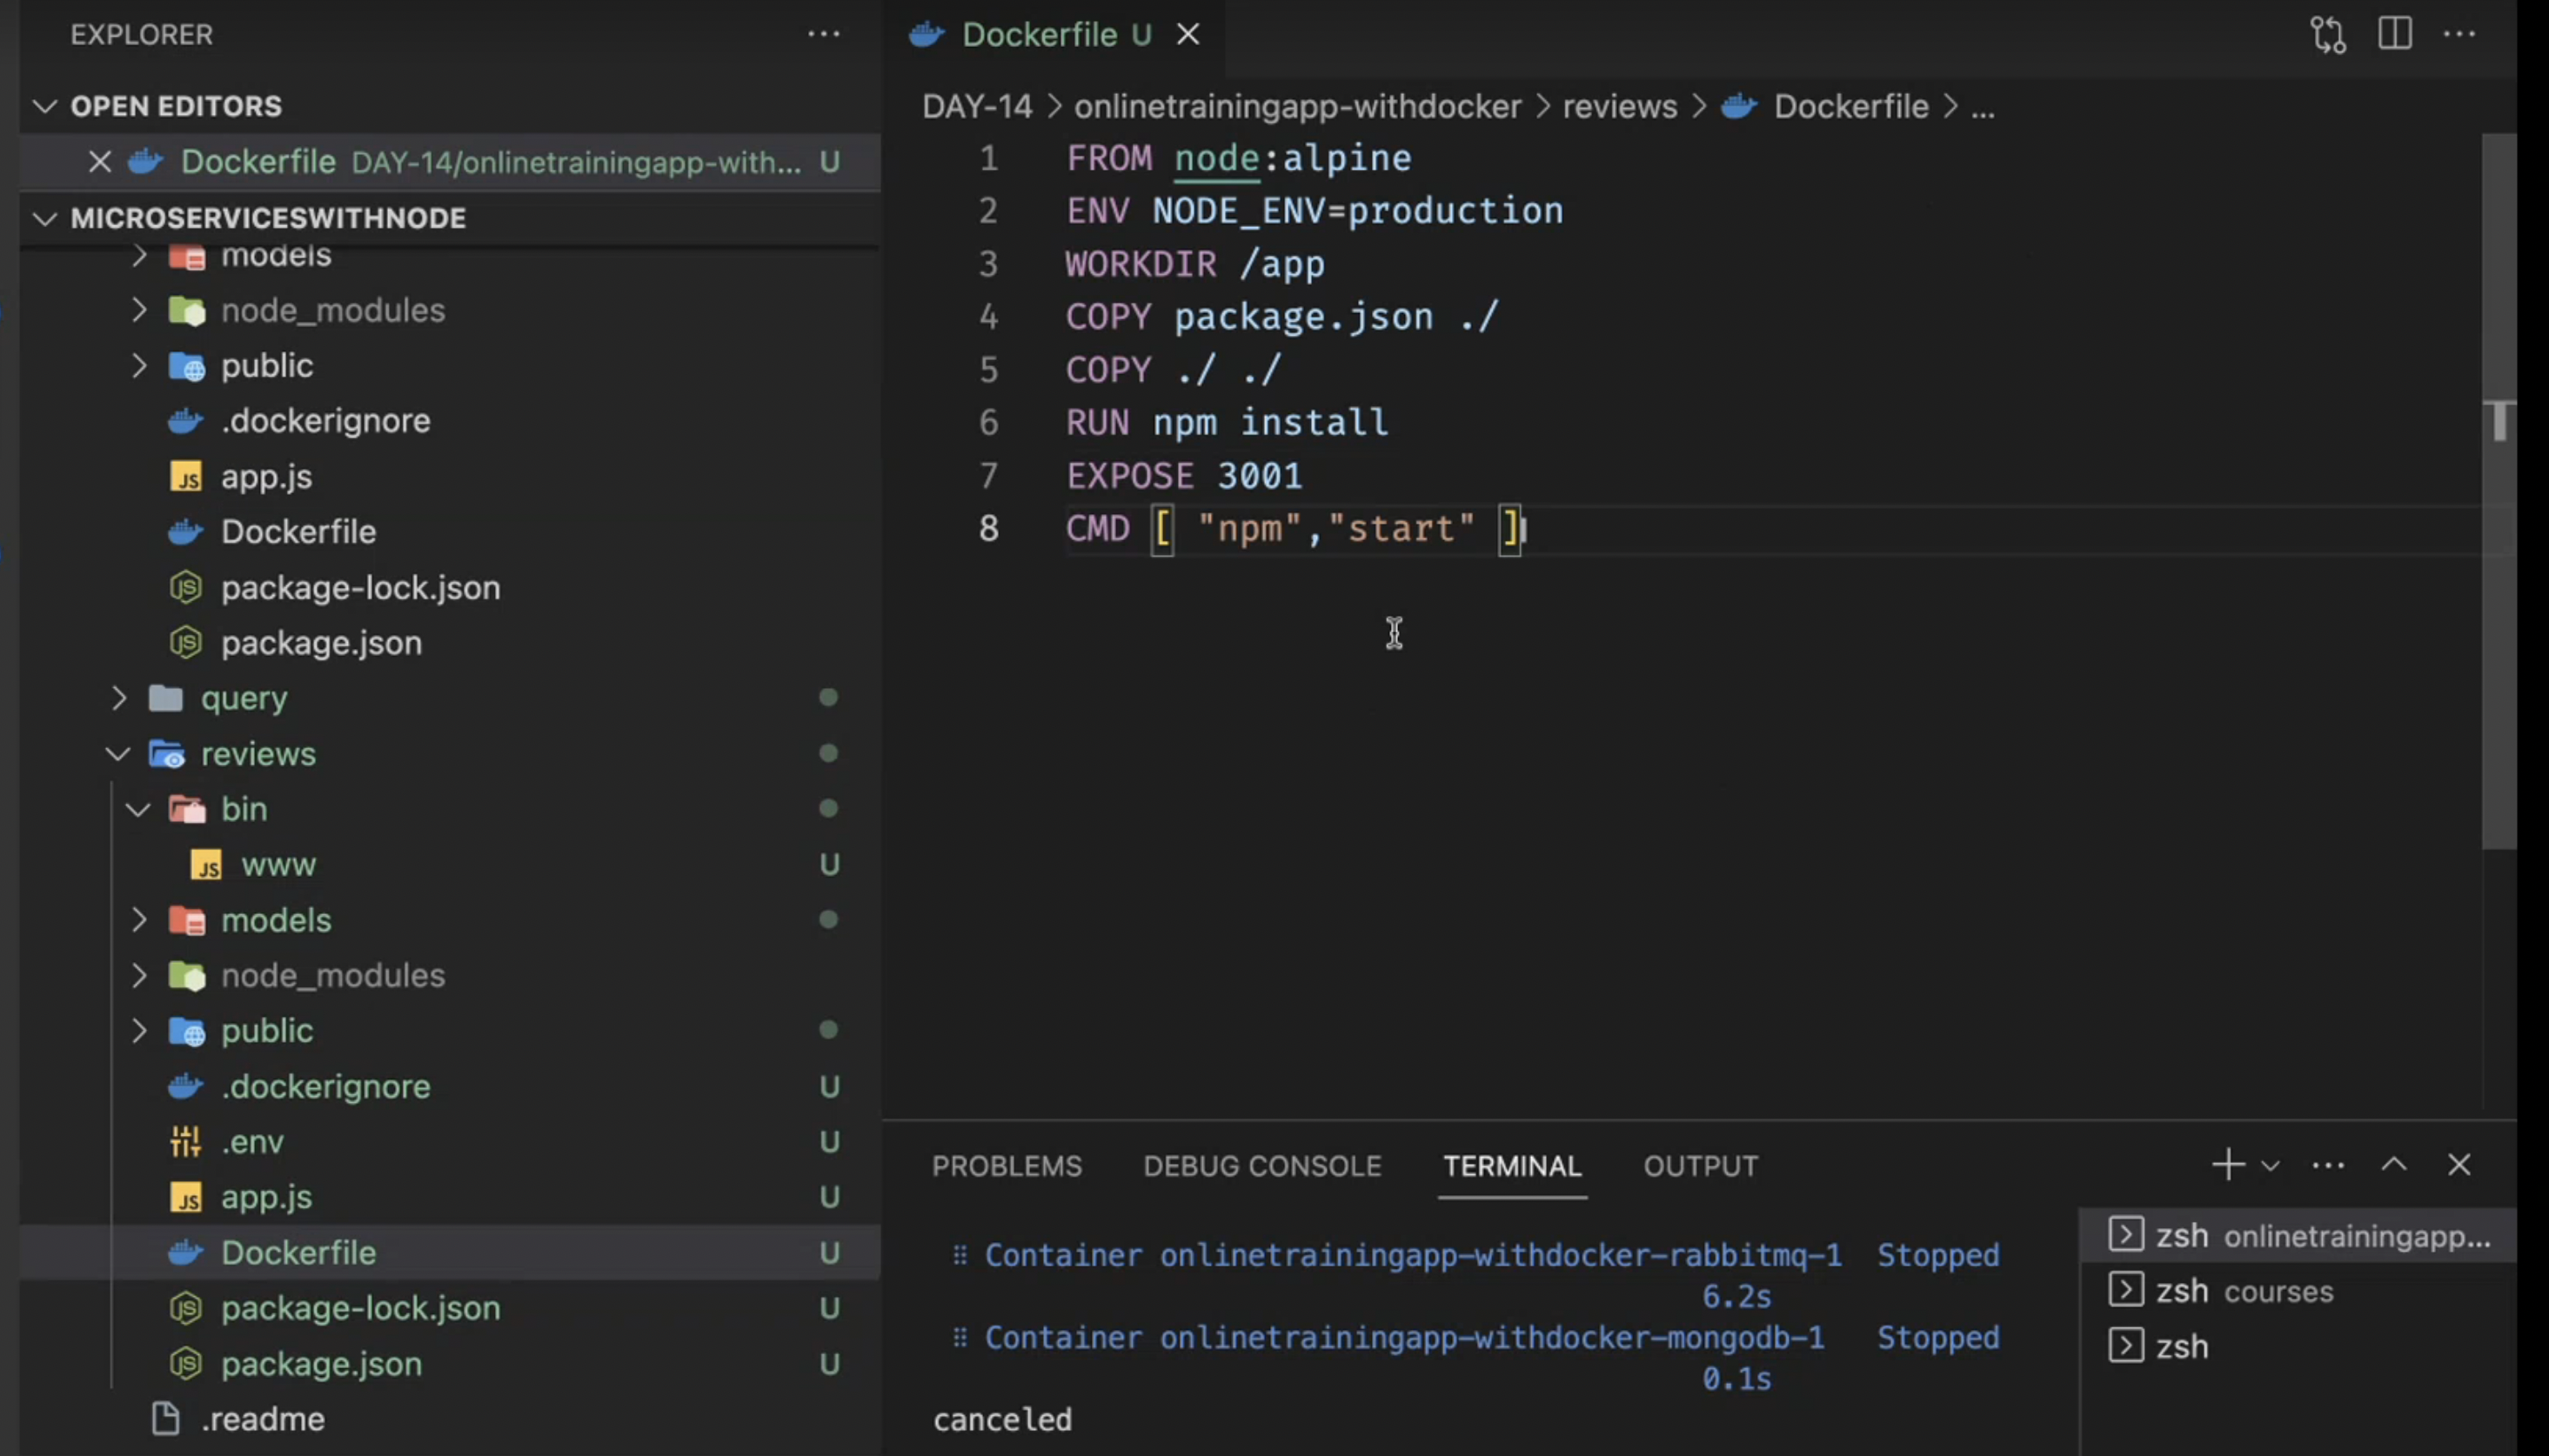 EXPLORER
OPEN EDITORS
Dockerfile DAY-14/onlinetrainingapp-with... U
MICROSERVICESWITHNODE
models
node_modules
public
.dockerignore
JS app.js
Dockerfile
package-lock.json
package.json
query
reviews
bin
JS www U
models
node_modules
public
.dockerignore U
.env U
JS app.js U
Dockerfile U
package-lock.json U
package.json U
.readme
Dockerfile U
DAY-14 > onlinetrainingapp-withdocker > reviews > Dockerfile > ...
1 FROM node:alpine
2 ENV NODE_ENV=production
3 WORKDIR /app
4 COPY package.json ./
5 COPY ./ ./
6 RUN npm install
7 EXPOSE 3001
8 CMD [ "npm","start" ]
PROBLEMS DEBUG CONSOLE TERMINAL OUTPUT
Container onlinetrainingapp-withdocker-rabbitmq-1 Stopped
6.2s
Container onlinetrainingapp-withdocker-mongodb-1 Stopped
0.1s
canceled
zsh onlinetrainingapp...
zsh courses
zsh